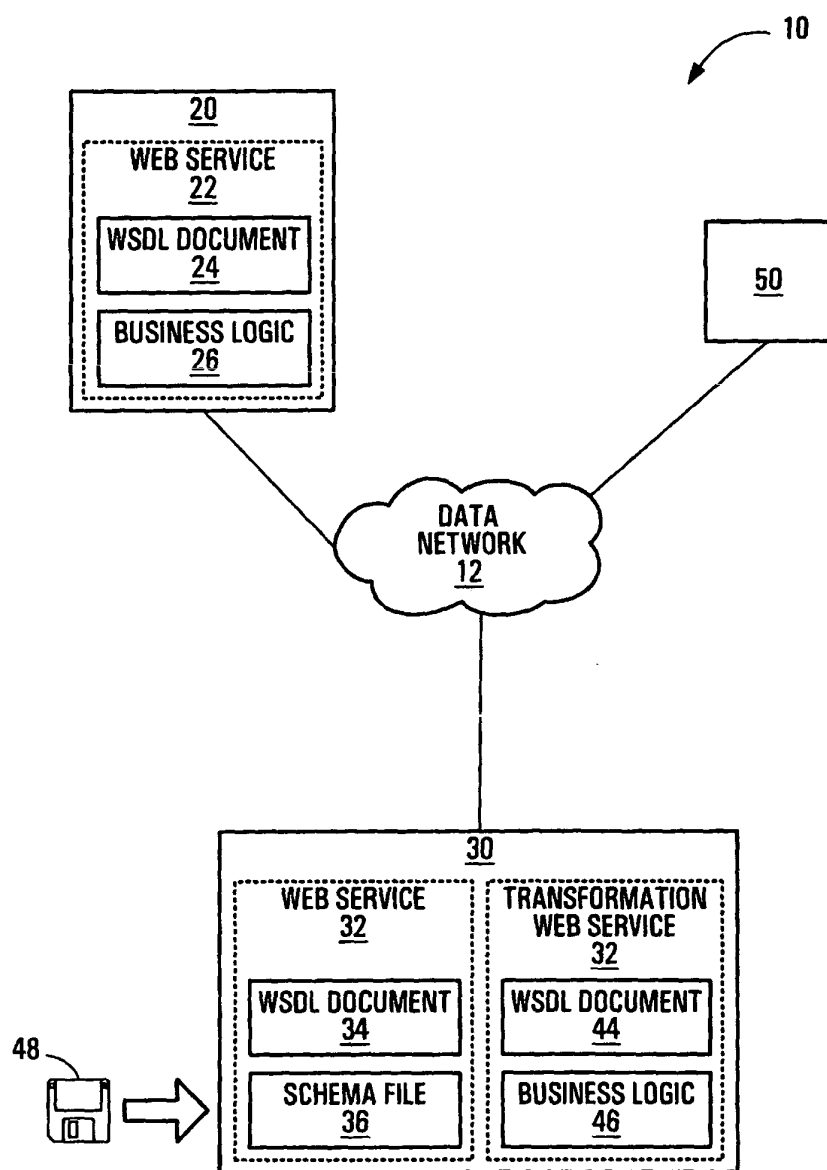 10
20
WEB SERVICE
22
WSDL DOCUMENT
24
BUSINESS LOGIC
26
50
DATA
NETWORK
12
30
WEB SERVICE
32
WSDL DOCUMENT
34
SCHEMA FILE
36
TRANSFORMATION
WEB SERVICE
32
WSDL DOCUMENT
44
BUSINESS LOGIC
46
48